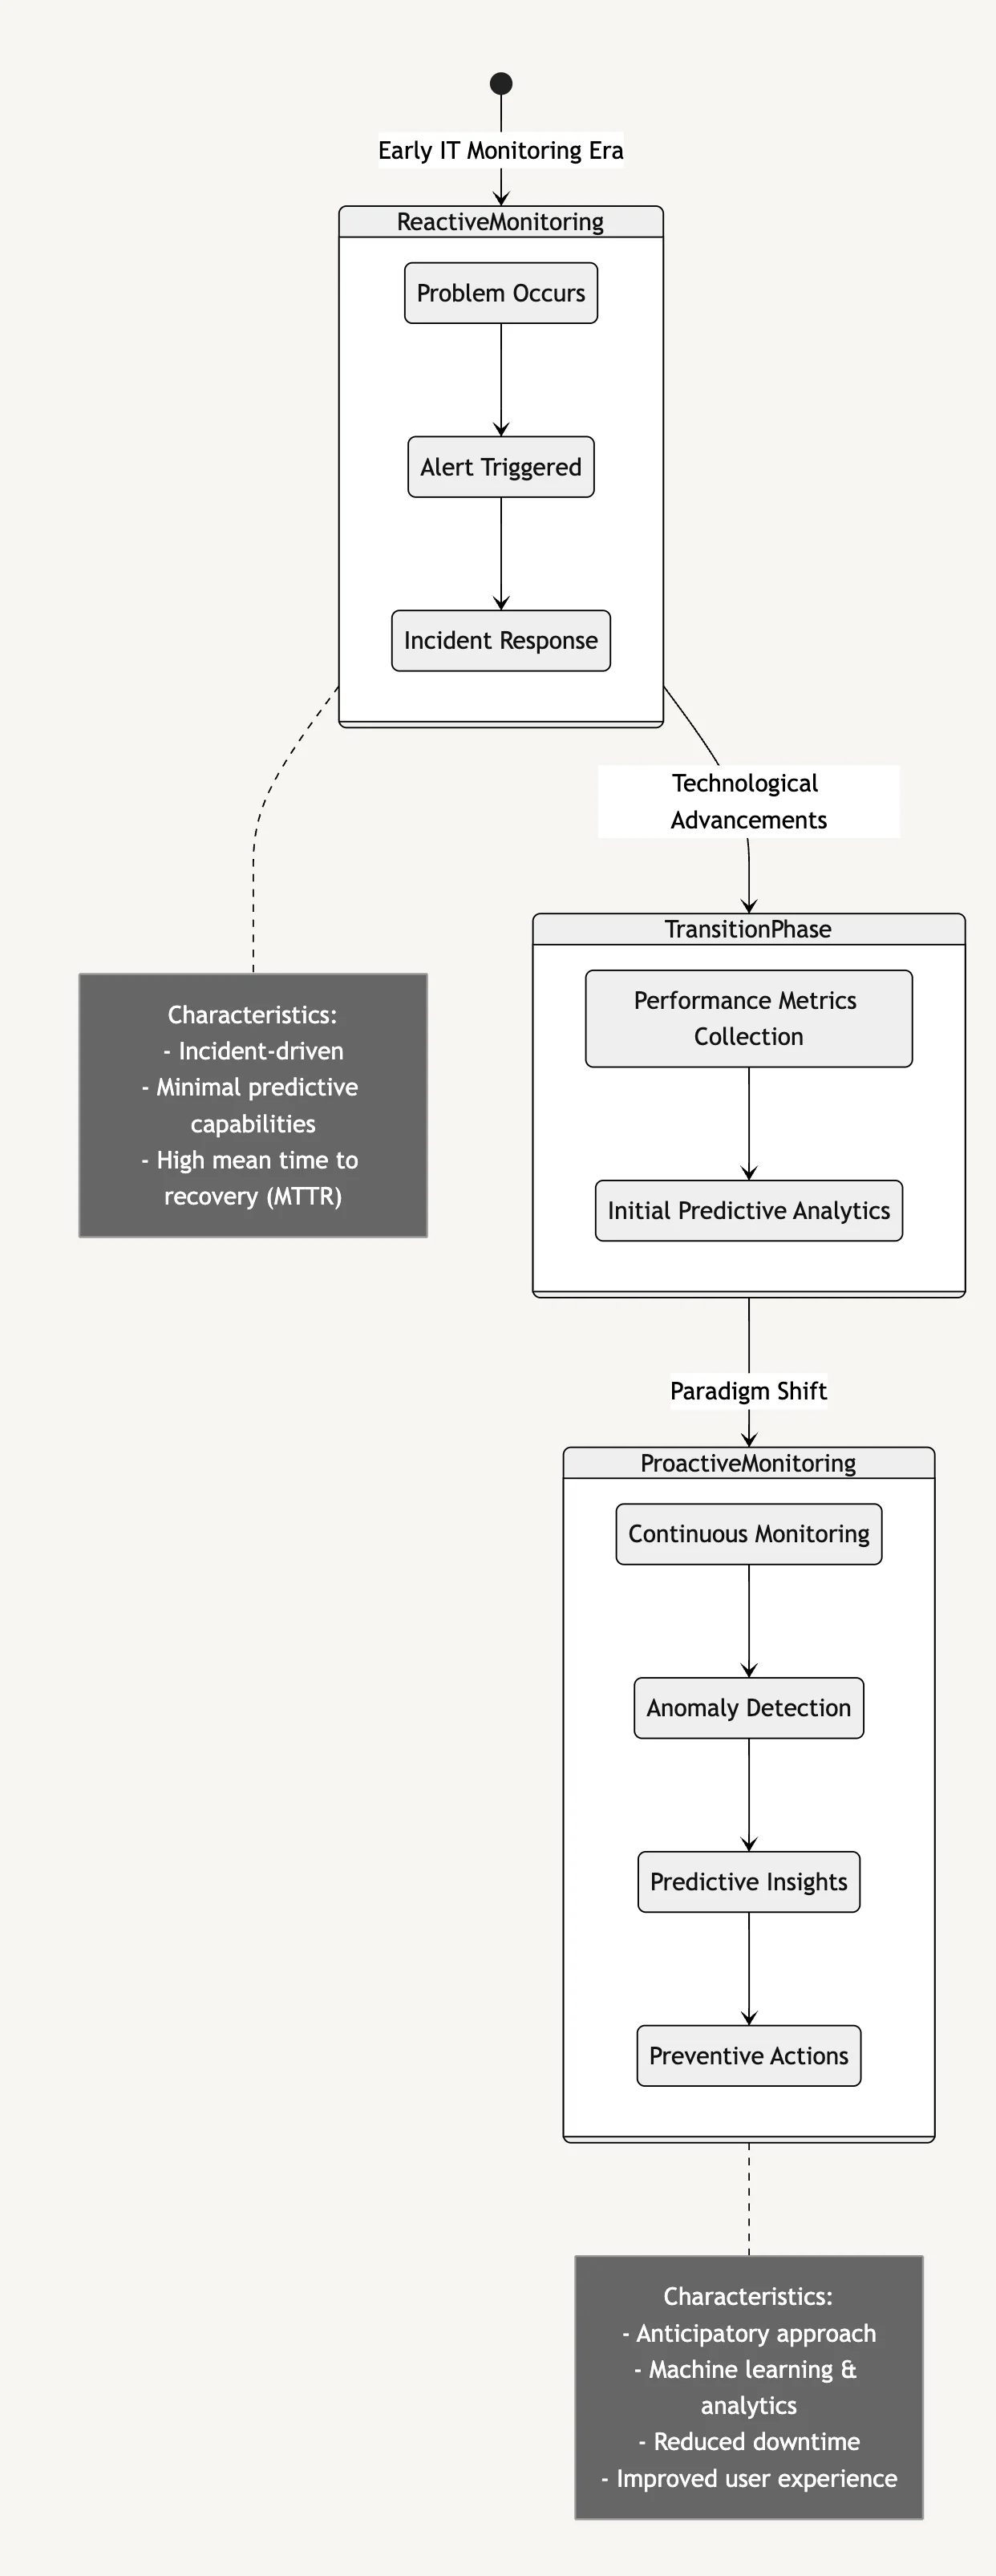 Early IT Monitoring Era
ReactiveMonitoring
Problem Occurs
Alert Triggered
Incident Response
Technological
Advancements
TransitionPhase
Performance Metrics
Collection
Characteristics:
- Incident-driven
- Minimal predictive
capabilities
- High mean time to
recovery (MTTR)
Initial Predictive Analytics
Paradigm Shift
ProactiveMonitoring
Continuous Monitoring
Anomaly Detection
Predictive Insights
Preventive Actions
Characteristics:
- Anticipatory approach
- Machine learning &
analytics
- Reduced downtime
- Improved user experience